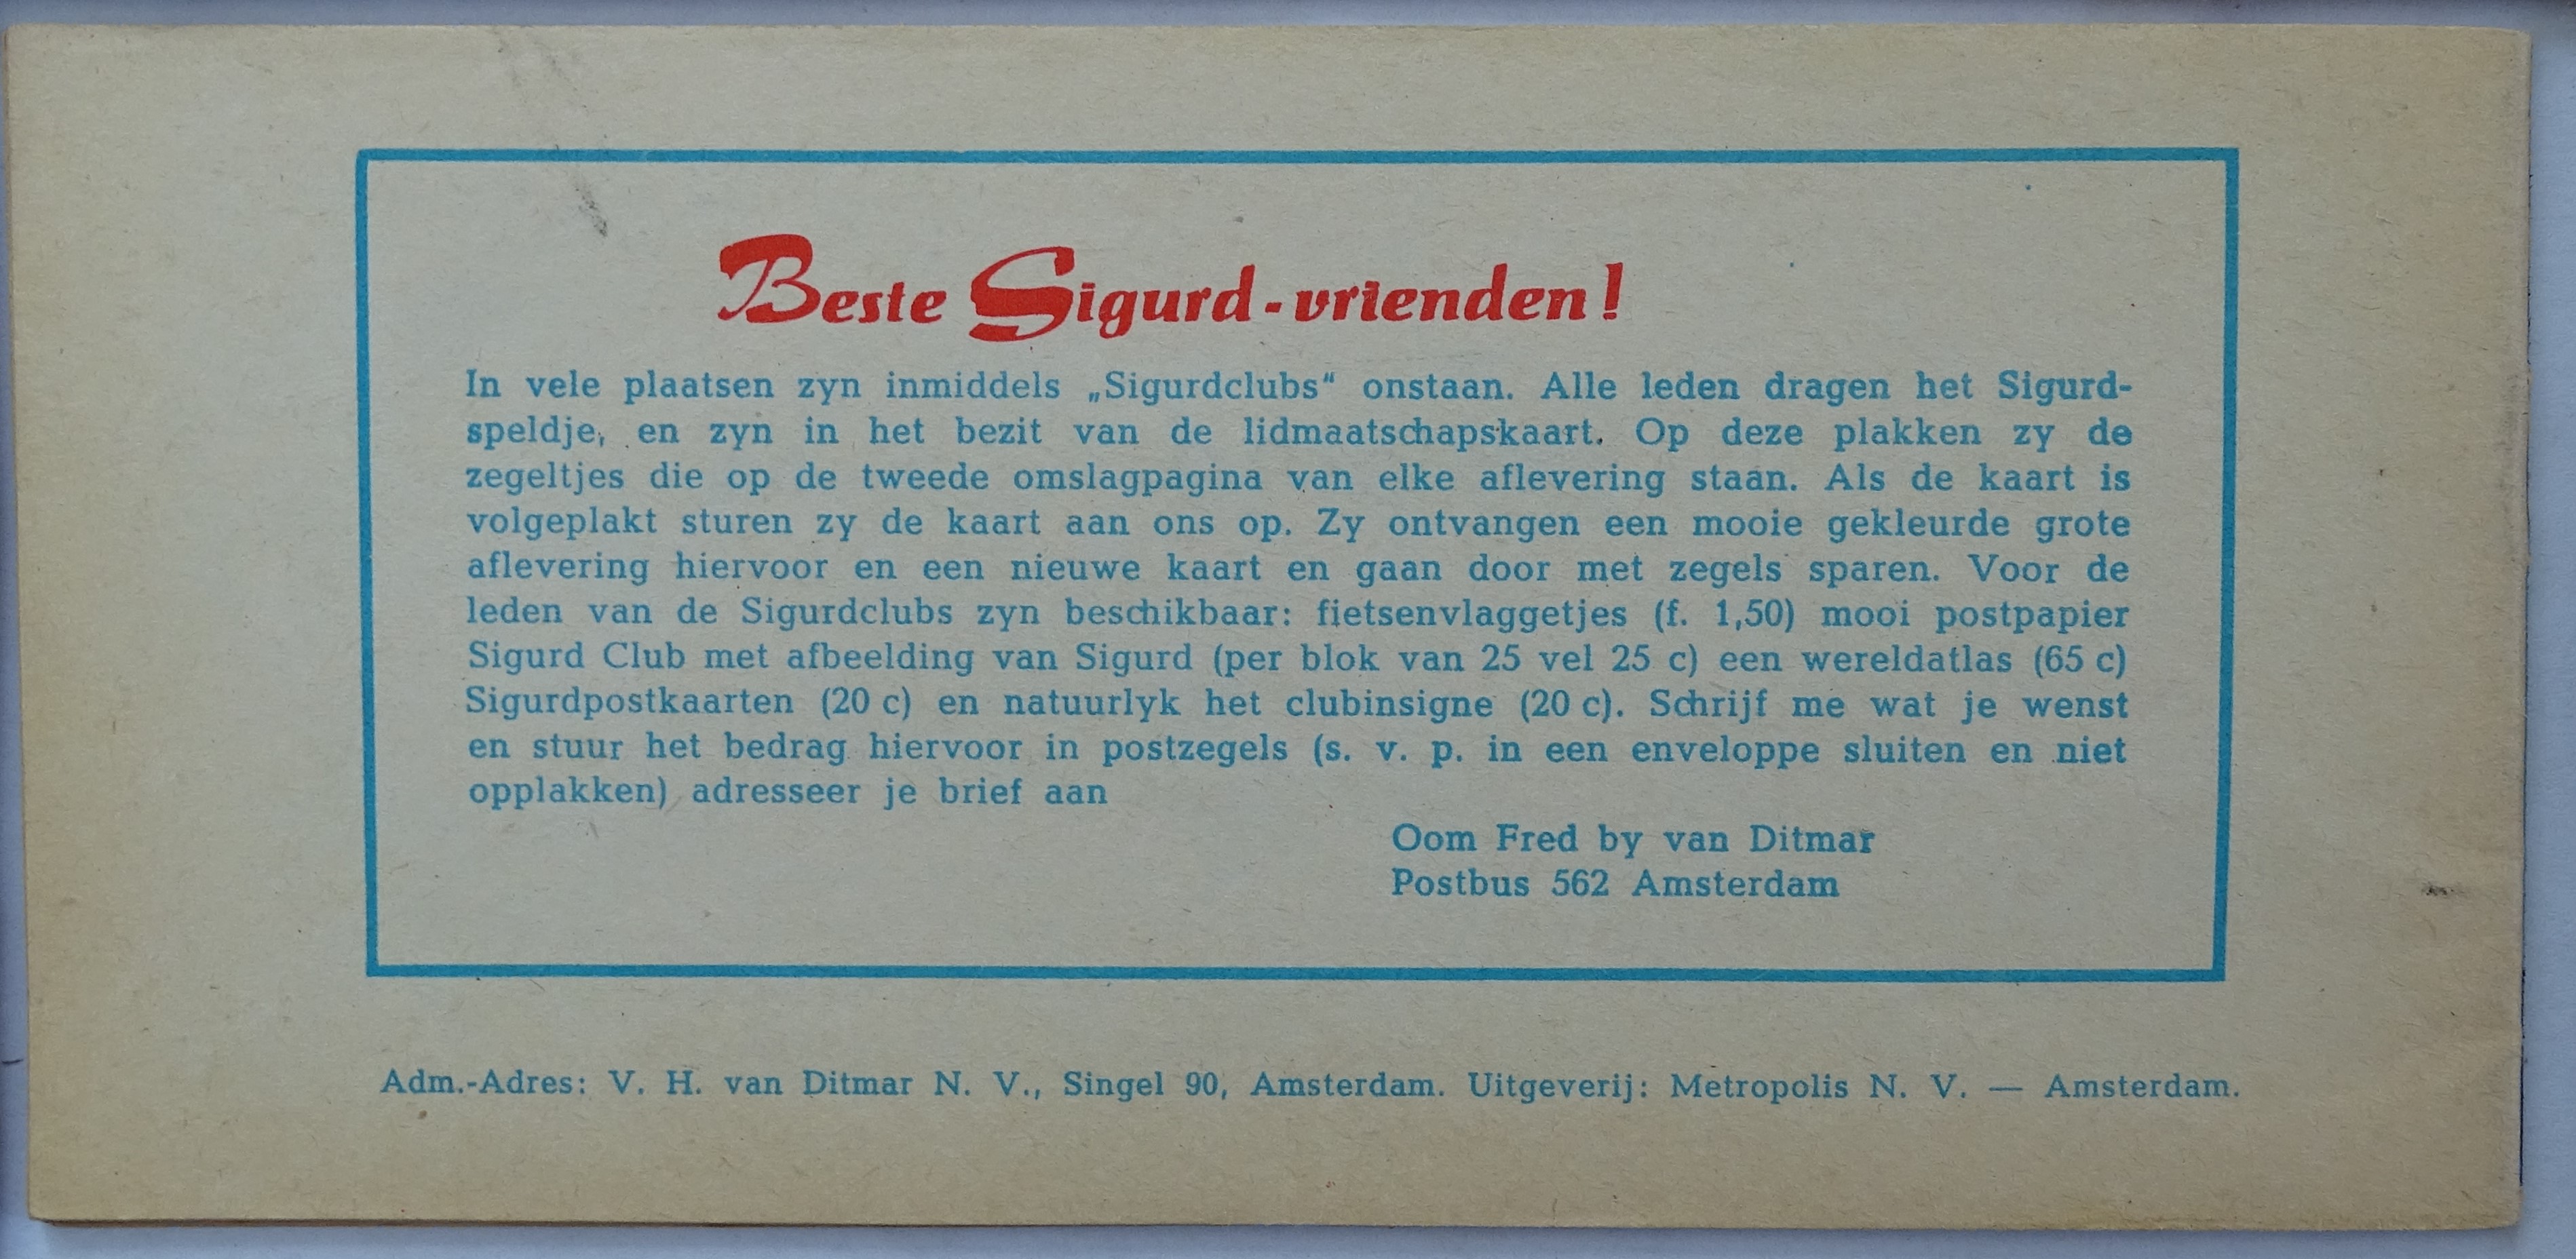 Beste Sigurd-vrienden!
In vele plaatsen zyn inmiddels „Sigurdclubs“ onstaan. Alle leden dragen het Sigurd-
speldje, en zyn in het bezit van de lidmaatschapskaart. Op deze plakken zy de
zegeltjes die op de tweede omslagpagina van elke aflevering staan. Als de kaart is
volgeplakt sturen zy de kaart aan ons op. Zy ontvangen een mooie gekleurde grote
aflevering hiervoor en een nieuwe kaart en gaan door met zegels sparen. Voor de
leden van de Sigurdclubs zyn beschikbaar: fietsenvlaggetjes (f. 1,50) mooi postpapier
Sigurd Club met afbeelding van Sigurd (per blok van 25 vel 25 c) een wereldatlas (65 c)
Sigurdpostkaarten (20 c) en natuurlyk het clubinsigne (20 c). Schrijf me wat je wenst
en stuur het bedrag hiervoor in postzegels (s. v. p. in een enveloppe sluiten en niet
opplakken) adresseer je brief aan
Oom Fred by van Ditmar
Postbus 562 Amsterdam
Adm.-Adres: V. H. van Ditmar N. V., Singel 90, Amsterdam. Uitgeverij: Metropolis N. V. — Amsterdam.